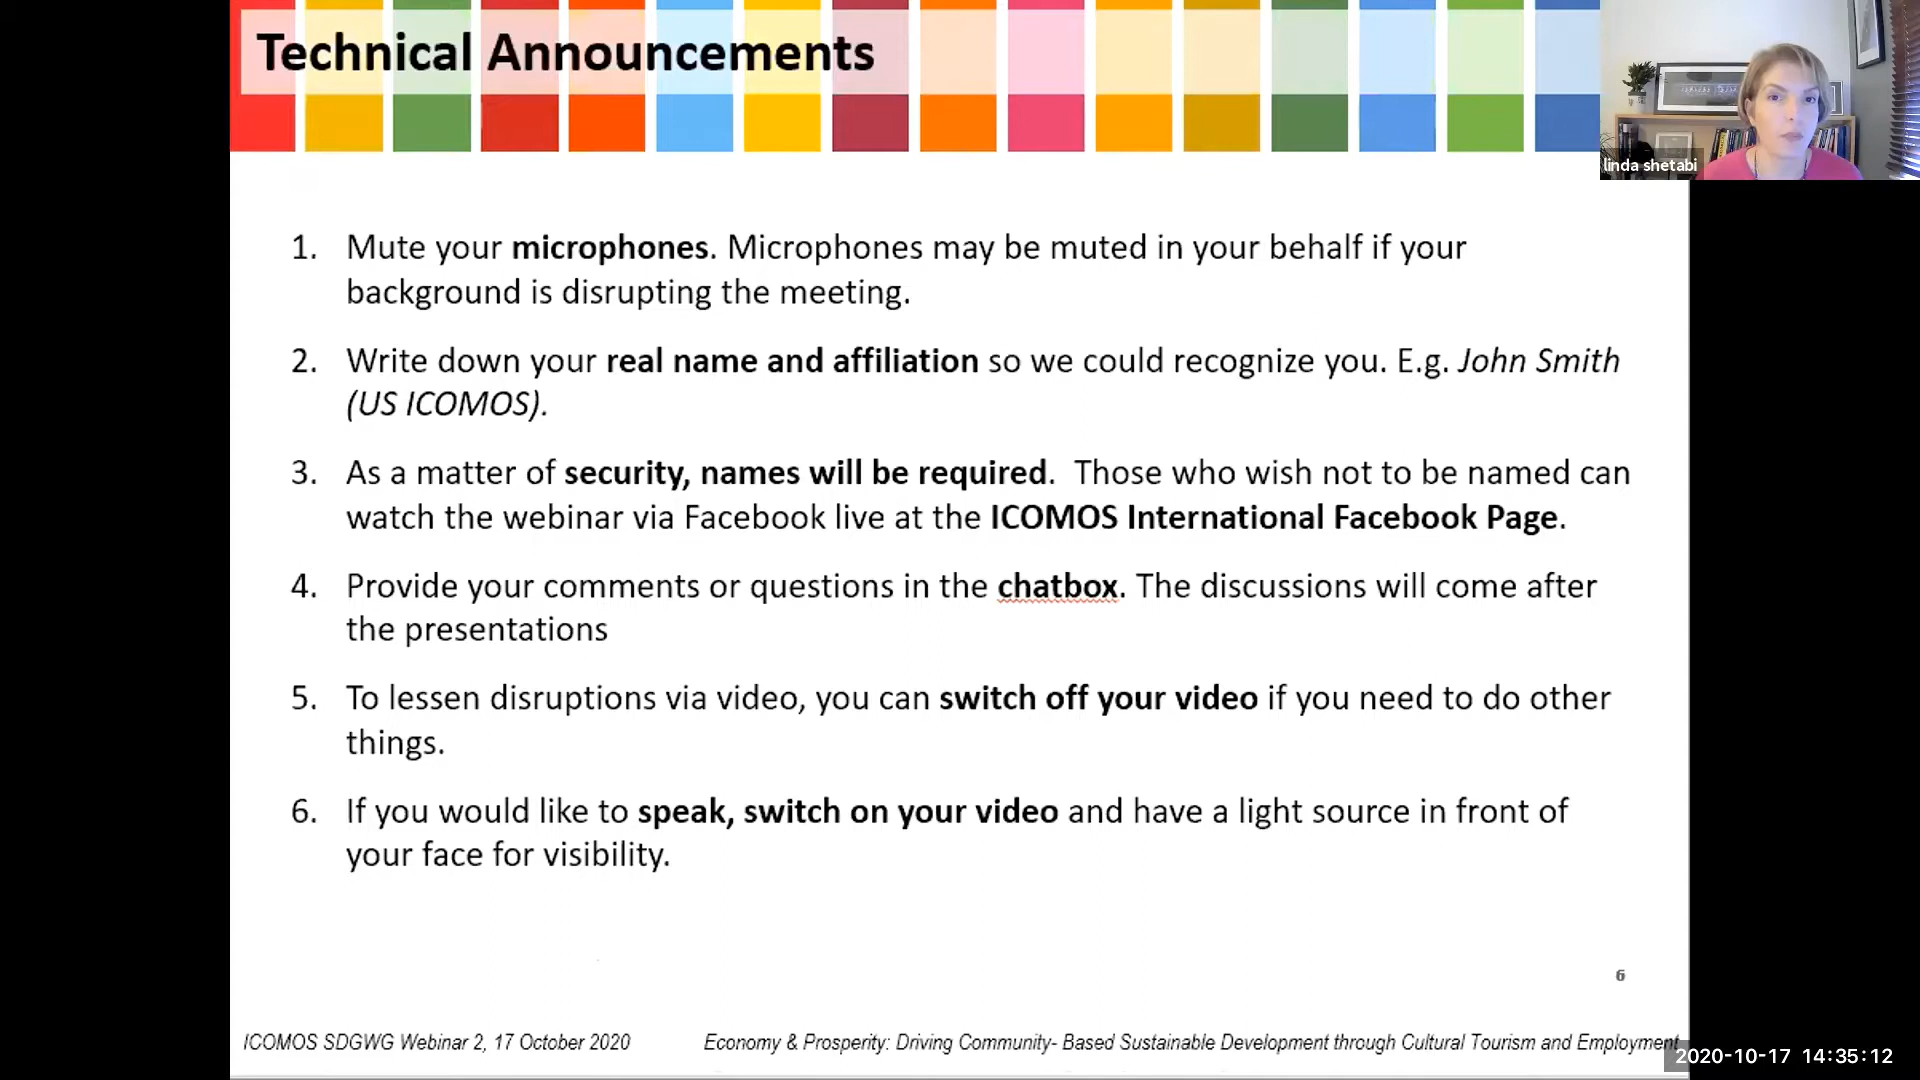 Technical Announcements
linda shetabi
1. Mute your microphones. Microphones may be muted in your behalf if your
background is disrupting the meeting.
2. Write down your real name and affiliation so we could recognize you. E.g. John Smith
(US ICOMOS).
3. As a matter of security, names will be required. Those who wish not to be named can
watch the webinar via Facebook live at the ICOMOS International Facebook Page.
4. Provide your comments or questions in the chatbox. The discussions will come after
the presentations
5. To lessen disruptions via video, you can switch off your video if you need to do other
things.
6. If you would like to speak, switch on your video and have a light source in front of
your face for visibility.
6
ICOMOS SDGWG Webinar 2, 17 October 2020
Economy & Prosperity: Driving Community- Based Sustainable Development through Cultural Tourism and Employment
2020-10-17 14:35:12